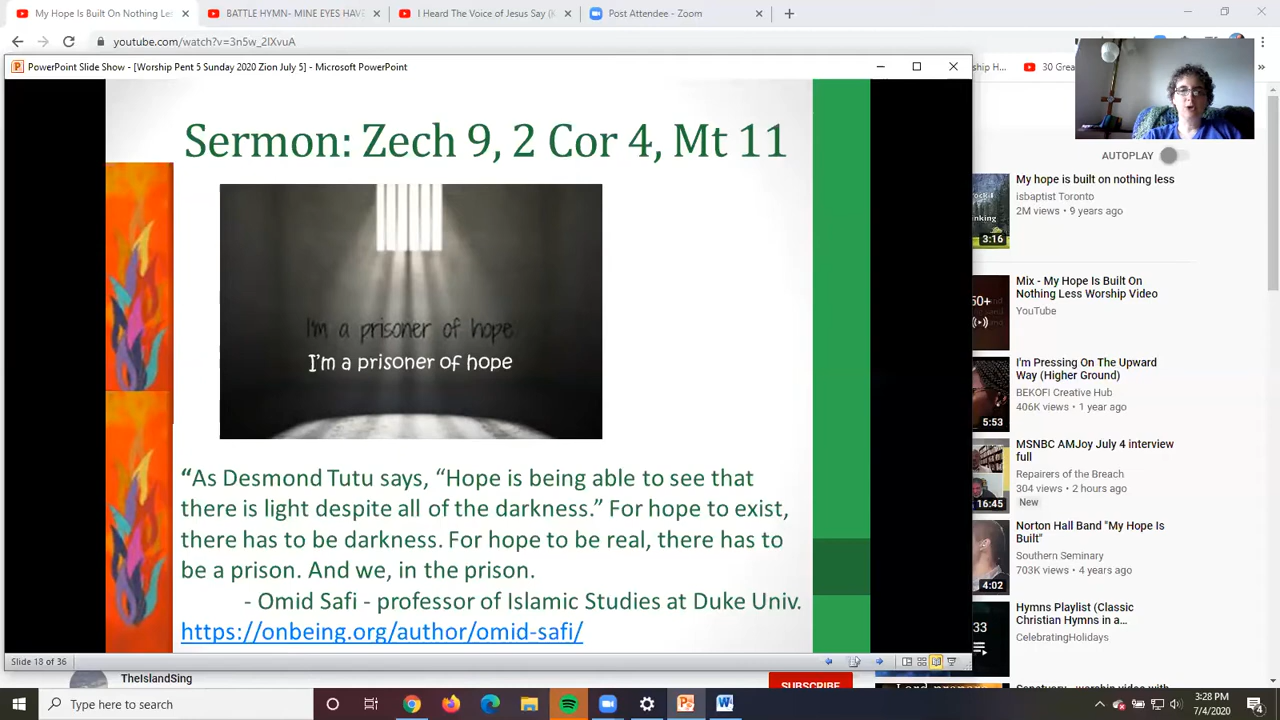 My Hope Is Built On Nothing Les
BATTLE HYMN- MINE EYES HAV
I Heard The Voice of Jesus Say (K
Post Attendee - Zoom
youtube.com/watch?v=3n5w_2IXvuA
PowerPoint Slide Show - [Worship Pent 5 Sunday 2020 Zion July 5] - Microsoft PowerPoint
rship H...
30 Grea
Sermon: Zech 9, 2 Cor 4, Mt 11
I'm a prisoner of hope
I'm a prisoner of hope
“As Desmond Tutu says, “Hope is being able to see that
there is light despite all of the darkness.” For hope to exist,
there has to be darkness. For hope to be real, there has to
be a prison. And we, in the prison.
- Omid Safi - professor of Islamic Studies at Duke Univ.
https://onbeing.org/author/omid-safi/
Slide 18 of 36
TheIslandSing
SUBSCRIBE
AUTOPLAY
My hope is built on nothing less
isbaptist Toronto
2M views • 9 years ago
3:16
Mix - My Hope Is Built On
Nothing Less Worship Video
YouTube
50+
I'm Pressing On The Upward
Way (Higher Ground)
BEKOFI Creative Hub
406K views • 1 year ago
5:53
MSNBC AMJoy July 4 interview
full
Repairers of the Breach
304 views • 2 hours ago
New
16:45
Norton Hall Band "My Hope Is
Built"
Southern Seminary
703K views • 4 years ago
4:02
Hymns Playlist (Classic
Christian Hymns in a...
CelebratingHolidays
33
Sanctuary - worship video with
Type here to search
3:28 PM
7/4/2020